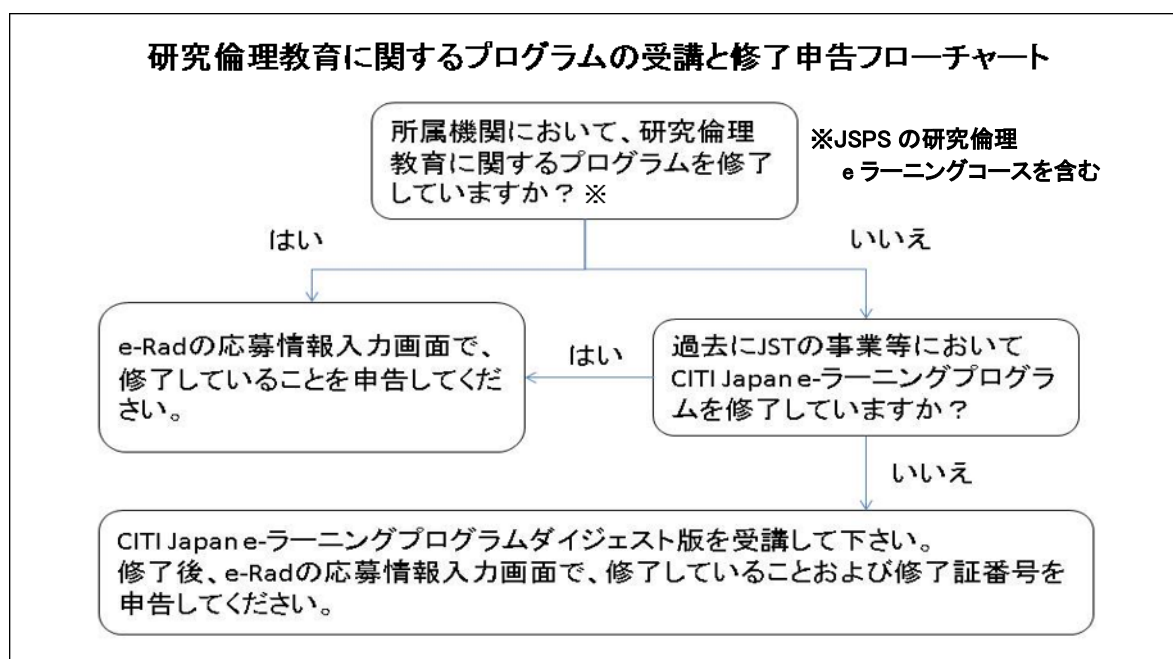 研究倫理教育に関するプログラムの受講と修了申告フローチャート
所属機関において、研究倫理
教育に関するプログラムを修了
していますか？※
※JSPS の研究倫理
e ラーニングコースを含む
はい
いいえ
e-Radの応募情報入力画面で、
修了していることを申告してくだ
さい。
はい
過去にJSTの事業等において
CITI Japan e-ラーニングプログラ
ムを修了していますか？
いいえ
CITI Japan e-ラーニングプログラムダイジェスト版を受講して下さい。
修了後、e-Radの応募情報入力画面で、修了していることおよび修了証番号を
申告してください。